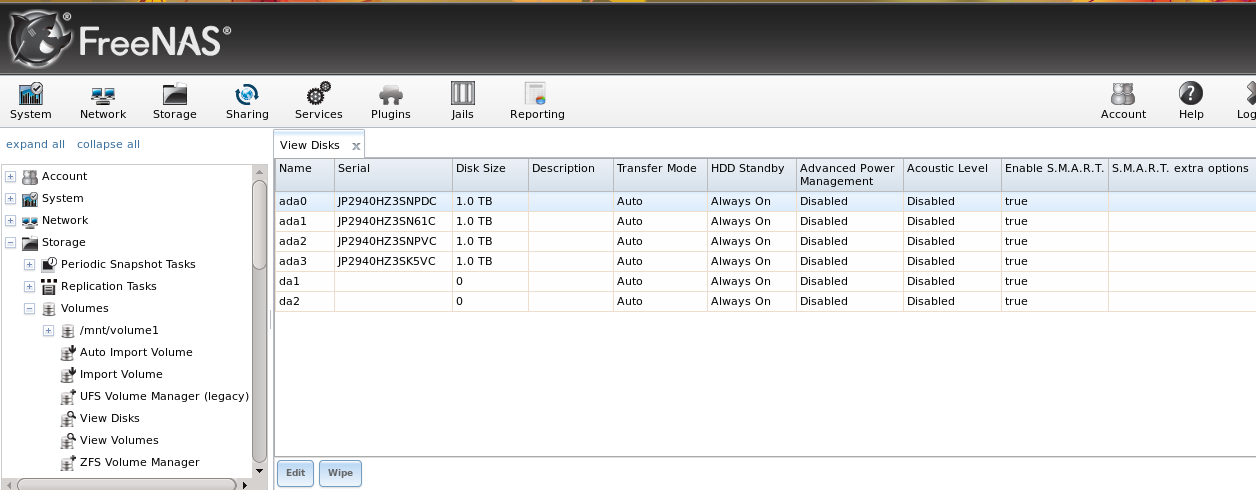 FreeNAS®
System Network Storage Sharing Services Plugins Jails Reporting Account Help
expand all collapse all
View Disks x
Account
System
Network
Storage
Periodic Snapshot Tasks
Replication Tasks
Volumes
/mnt/volume1
Auto Import Volume
Import Volume
UFS Volume Manager (legacy)
View Disks
View Volumes
ZFS Volume Manager
Name Serial Disk Size Description Transfer Mode HDD Standby Advanced Power Management Acoustic Level Enable S.M.A.R.T. S.M.A.R.T. extra options
ada0 JP2940HZ3SNPDC 1.0 TB Auto Always On Disabled Disabled true
ada1 JP2940HZ3SN61C 1.0 TB Auto Always On Disabled Disabled true
ada2 JP2940HZ3SNPVC 1.0 TB Auto Always On Disabled Disabled true
ada3 JP2940HZ3SK5VC 1.0 TB Auto Always On Disabled Disabled true
da1 0 Auto Always On Disabled Disabled true
da2 0 Auto Always On Disabled Disabled true
Edit Wipe